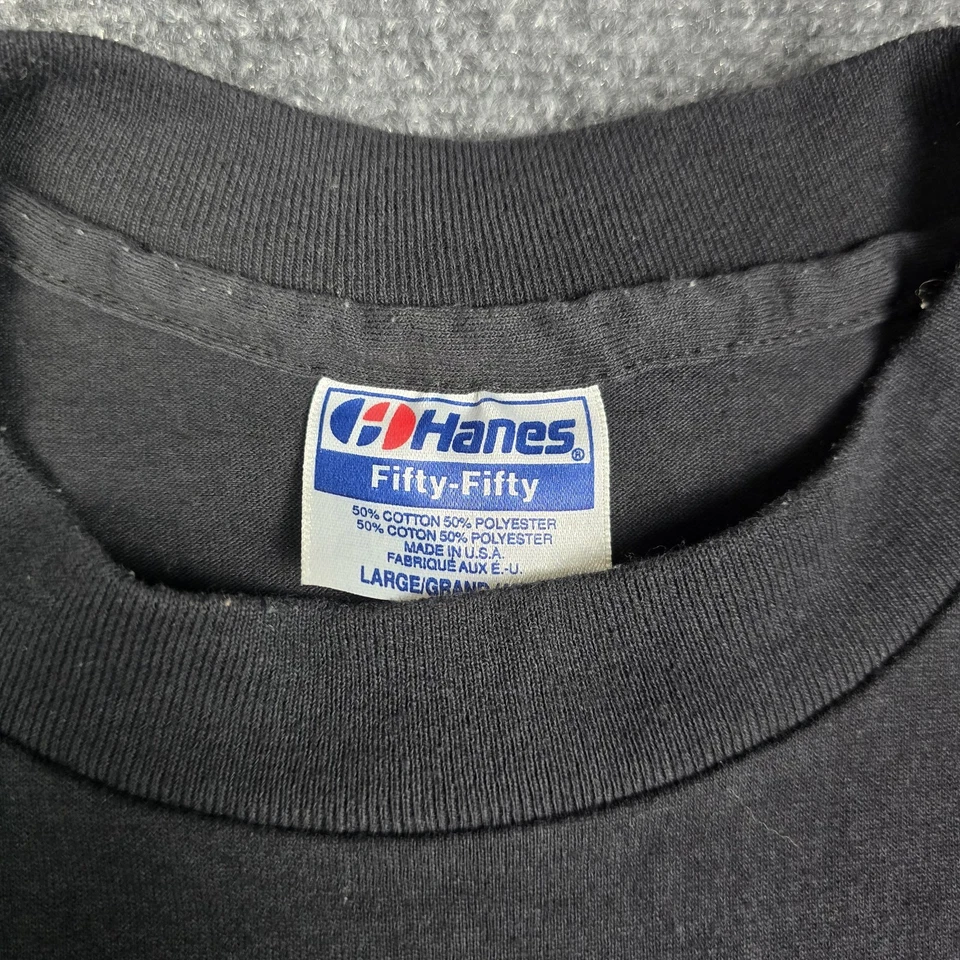 Hanes®
Fifty-Fifty
50% COTTON 50% POLYESTER
50% COTON 50% POLYESTER
MADE IN U.S.A.
FABRIQUÉ AUX É.-U.
LARGE/GRAND